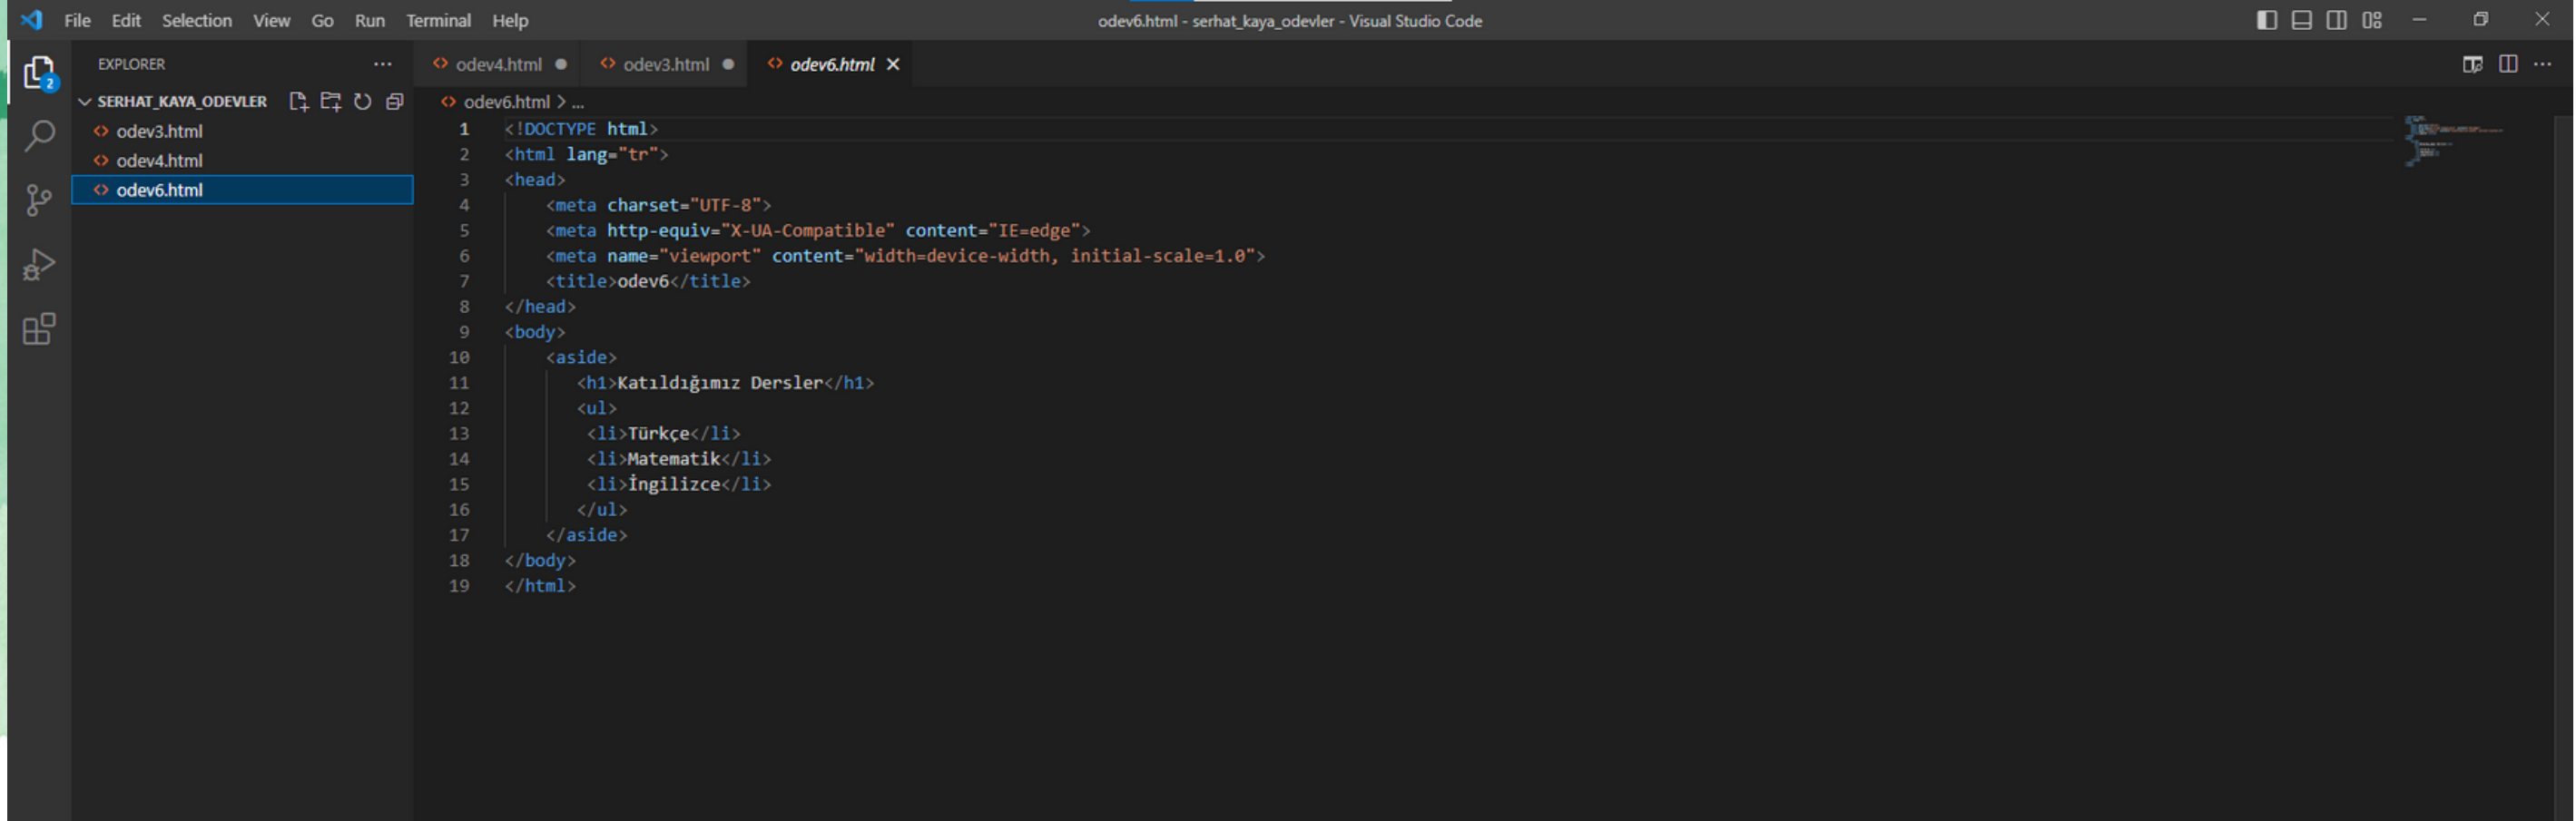 File Edit Selection View Go Run Terminal Help
odev6.html - serhat_kaya_odevler - Visual Studio Code
2
EXPLORER
SERHAT_KAYA_ODEVLER
odev3.html
odev4.html
odev6.html
odev4.html odev3.html odev6.html
odev6.html > ...
1 <!DOCTYPE html>
2 <html lang="tr">
3 <head>
4 <meta charset="UTF-8">
5 <meta http-equiv="X-UA-Compatible" content="IE=edge">
6 <meta name="viewport" content="width=device-width, initial-scale=1.0">
7 <title>odev6</title>
8 </head>
9 <body>
10 <aside>
11 <h1>Katıldığımız Dersler</h1>
12 <ul>
13 <li>Türkçe</li>
14 <li>Matematik</li>
15 <li>İngilizce</li>
16 </ul>
17 </aside>
18 </body>
19 </html>